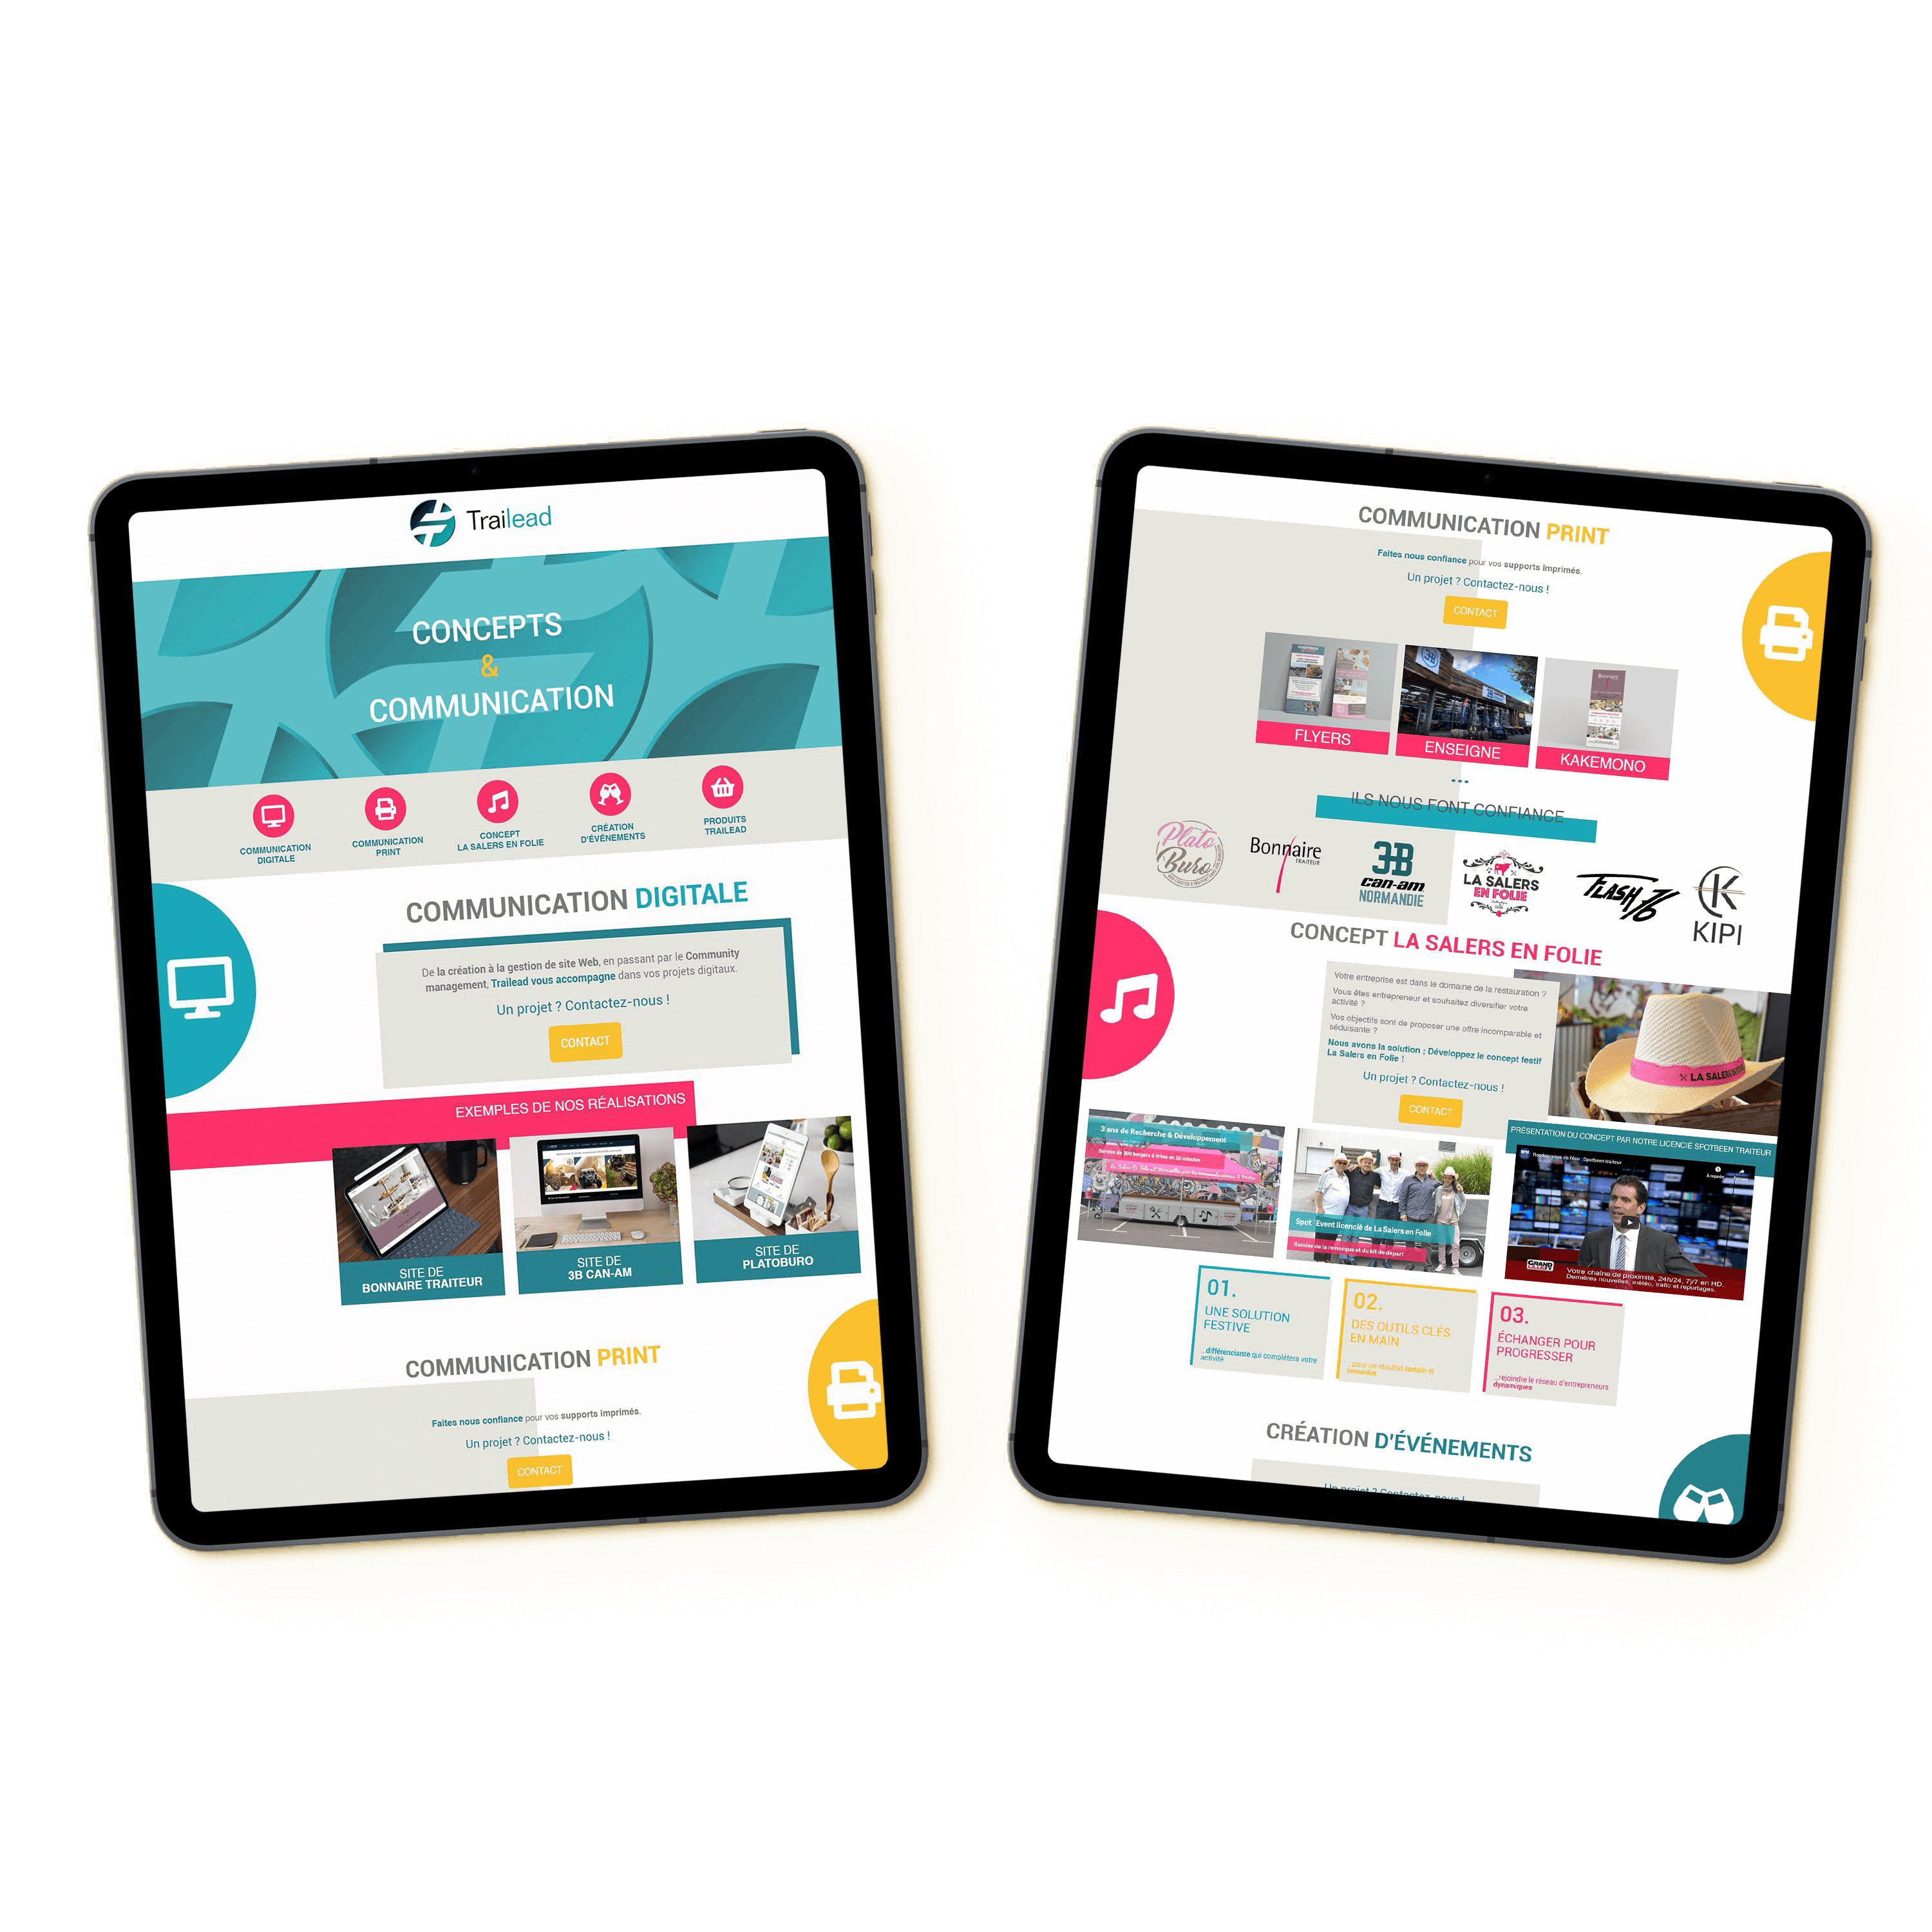 Trailead
CONCEPTS
&
COMMUNICATION
COMMUNICATION
DIGITALE
COMMUNICATION
PRINT
CONCEPT
LA SALERS EN FOLIE
CRÉATION
D'ÉVÉNEMENTS
PRODUITS
TRAILEAD
COMMUNICATION DIGITALE
De la création à la gestion de site Web, en passant par le Community
management, Trailead vous accompagne dans vos projets digitaux.
Un projet ? Contactez-nous !
CONTACT
EXEMPLES DE NOS RÉALISATIONS
SITE DE
BONNAIRE TRAITEUR
SITE DE
3B CAN-AM
SITE DE
PLATOBURO
COMMUNICATION PRINT
Faites nous confiance pour vos supports imprimés.
Un projet ? Contactez-nous !
CONTACT
COMMUNICATION PRINT
Faites nous confiance pour vos supports imprimés.
Un projet ? Contactez-nous !
CONTACT
FLYERS
ENSEIGNE
KAKEMONO
ILS NOUS FONT CONFIANCE
Plato
Buro
Bonnaire
TRAITEUR
3B
can-am
NORMANDIE
LA SALERS
EN FOLIE
FLASH 76
K
KIPI
CONCEPT LA SALERS EN FOLIE
Votre entreprise est dans le domaine de la restauration ?
Vous êtes entrepreneur et souhaitez diversifier votre
activité ?
Vos objectifs sont de proposer une offre incomparable et
séduisante ?
Nous avons la solution ; Développez le concept festif
La Salers en Folie !
Un projet ? Contactez-nous !
CONTACT
LA SALERS
3 ans de Recherche & Développement
Service de 200 burgers & frites en 30 minutes
PRÉSENTATION DU CONCEPT PAR NOTRE LICENCIÉ SPOTBEEN TRAITEUR
Spot' Event licencié de La Salers en Folie
Remise de la remorque et du kit de départ
Votre chaîne de proximité, 24h/24, 7j/7 en HD.
Dernières nouvelles, météo, trafic et reportages.
01.
UNE SOLUTION
FESTIVE
...différenciante qui complètera votre
activité
02.
DES OUTILS CLÉS
EN MAIN
...pour un résultat certain et
immédiat
03.
ÉCHANGER POUR
PROGRESSER
...rejoindre le réseau d'entrepreneurs
dynamiques
CRÉATION D'ÉVÉNEMENTS
Un projet ? Contactez-nous !